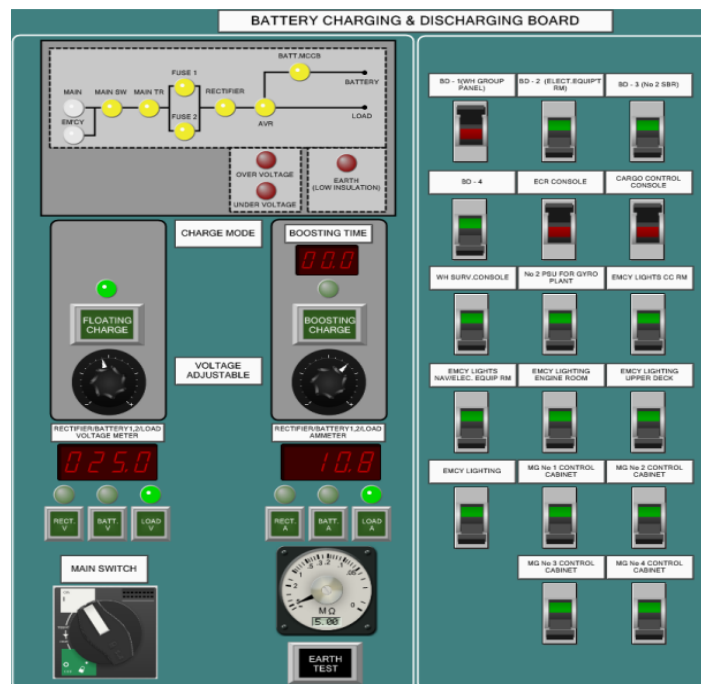 BATTERY CHARGING & DISCHARGING BOARD
BATT.MCCB
FUSE 1
BATTERY
MAIN
MAIN SW
MAIN TR
RECTIFIER
EM'CY
FUSE 2
AVR
LOAD
OVER VOLTAGE
UNDER VOLTAGE
EARTH
(LOW INSULATION)
CHARGE MODE
BOOSTING TIME
00.0
FLOATING
CHARGE
BOOSTING
CHARGE
VOLTAGE
ADJUSTABLE
RECTIFIER/BATTERY1,2/LOAD
VOLTAGE METER
025.0
RECT.
V
BATT.
V
LOAD
V
RECTIFIER/BATTERY1,2/LOAD
AMMETER
10.8
RECT.
A
BATT.
A
LOAD
A
MAIN SWITCH
MΩ
5.00
EARTH
TEST
BD - 1(WH GROUP
PANEL)
BD - 2 (ELECT.EQUIP'T
RM)
BD - 3 (No 2 SBR)
BD - 4
ECR CONSOLE
CARGO CONTROL
CONSOLE
WH SURV.CONSOLE
No 2 PSU FOR GYRO
PLANT
EMCY LIGHTS CC RM
EMCY LIGHTS
NAV/ELEC. EQUIP RM
EMCY LIGHTING
ENGINE ROOM
EMCY LIGHTING
UPPER DECK
EMCY LIGHTING
MG No 1 CONTROL
CABINET
MG No 2 CONTROL
CABINET
MG No 3 CONTROL
CABINET
MG No 4 CONTROL
CABINET